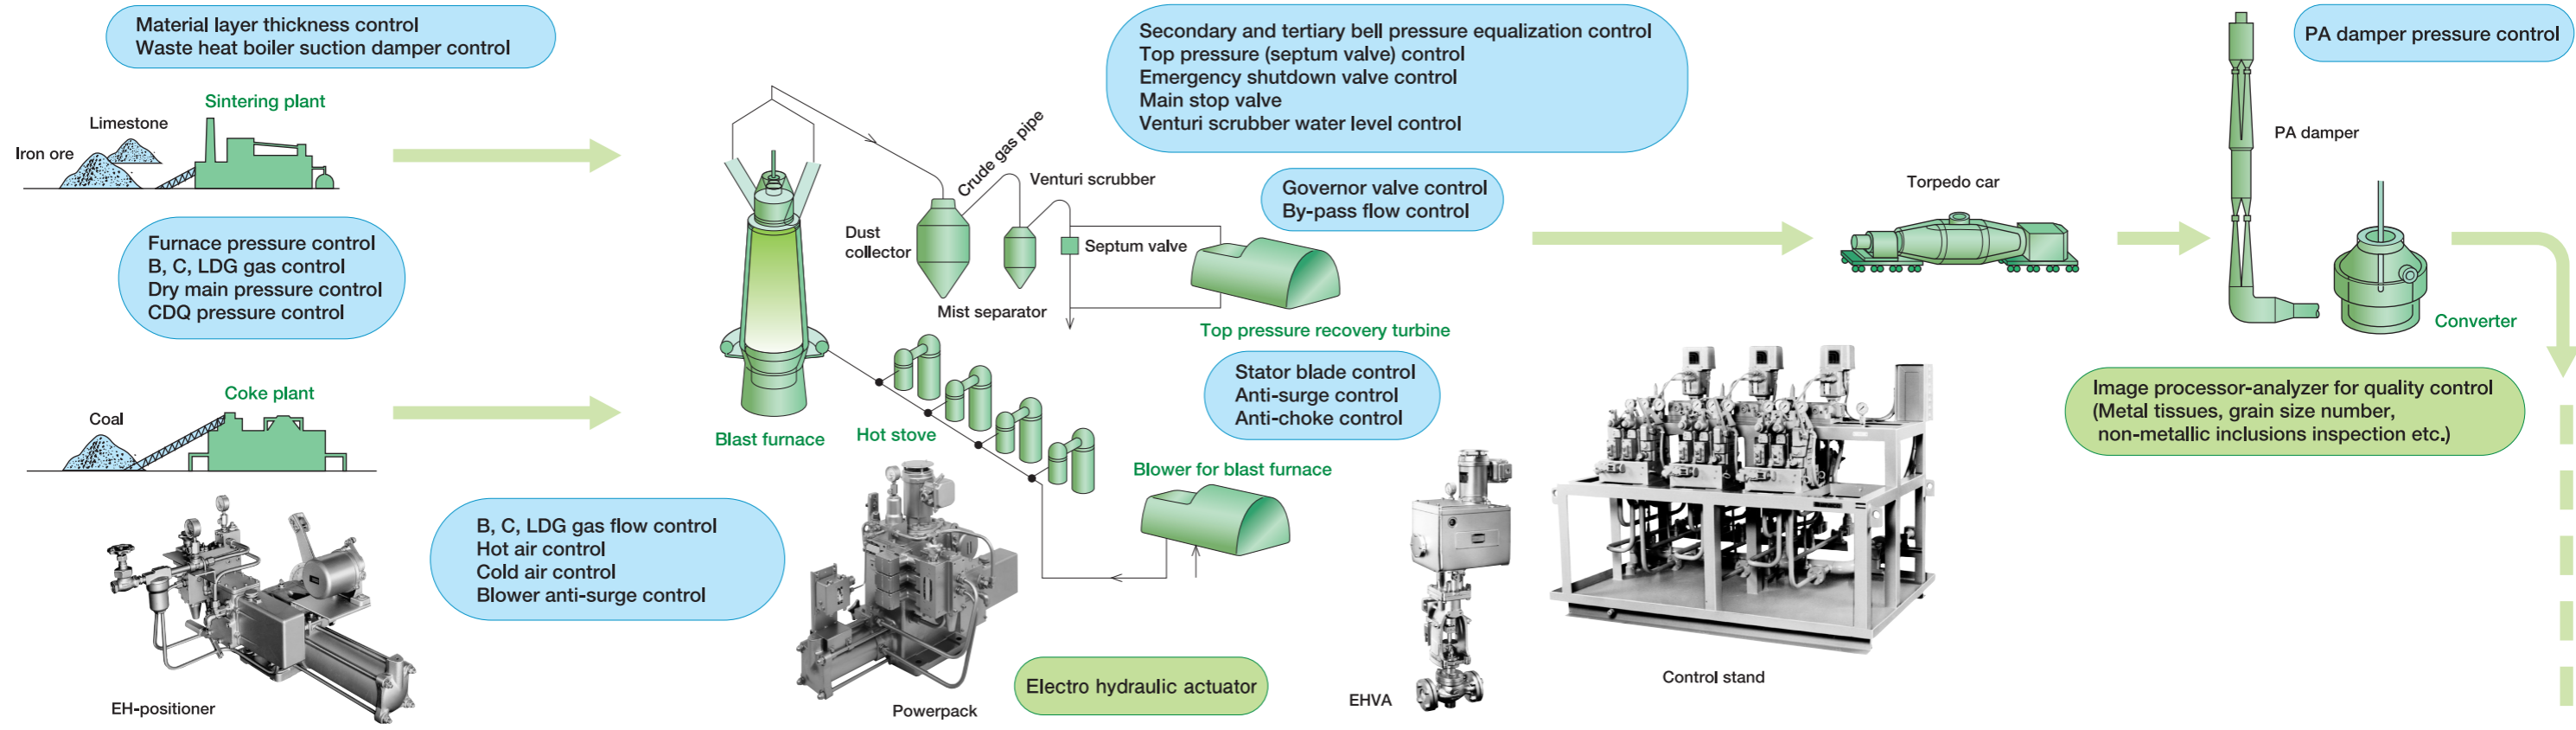 Material layer thickness control
Waste heat boiler suction damper control
Sintering plant
Limestone
Iron ore
Furnace pressure control
B, C, LDG gas control
Dry main pressure control
CDQ pressure control
Coke plant
Coal
EH-positioner
B, C, LDG gas flow control
Hot air control
Cold air control
Blower anti-surge control
Secondary and tertiary bell pressure equalization control
Top pressure (septum valve) control
Emergency shutdown valve control
Main stop valve
Venturi scrubber water level control
Crude gas pipe
Venturi scrubber
Dust
collector
Septum valve
Mist separator
Governor valve control
By-pass flow control
Top pressure recovery turbine
Blast furnace
Hot stove
Stator blade control
Anti-surge control
Anti-choke control
Blower for blast furnace
Powerpack
Electro hydraulic actuator
EHVA
Control stand
Torpedo car
PA damper pressure control
PA damper
Converter
Image processor-analyzer for quality control
(Metal tissues, grain size number,
non-metallic inclusions inspection etc.)